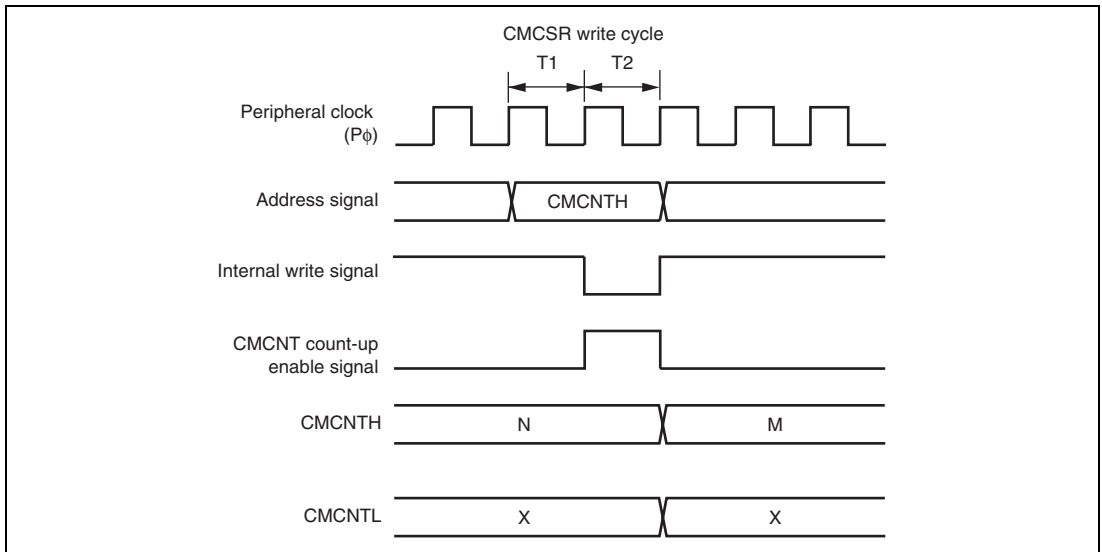 CMCSR write cycle
T1 T2
Peripheral clock
(Pϕ)
Address signal CMCNTH
Internal write signal
CMCNT count-up
enable signal
CMCNTH N M
CMCNTL X X